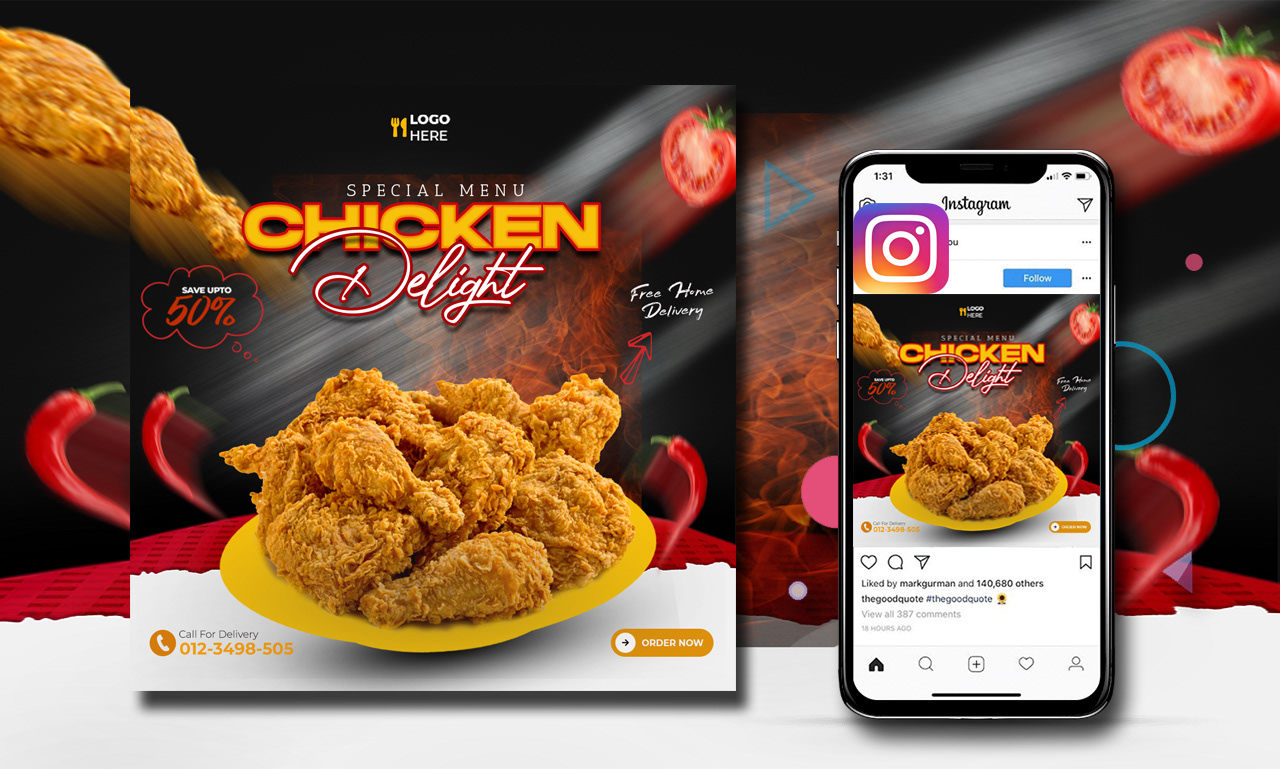 LOGO
HERE
SPECIAL MENU
CHICKEN
Delight
SAVE UPTO
50%
Free Home
Delivery
Call For Delivery
012-3498-505
ORDER NOW
1:31
Instagram
ou
Follow
LOGO
HERE
SPECIAL MENU
CHICKEN
Delight
SAVE UPTO
50%
Free Home
Delivery
Call For Delivery
012-3498-505
ORDER NOW
Liked by markgurman and 140,680 others
thegoodquote #thegoodquote 🌻
View all 387 comments
18 HOURS AGO